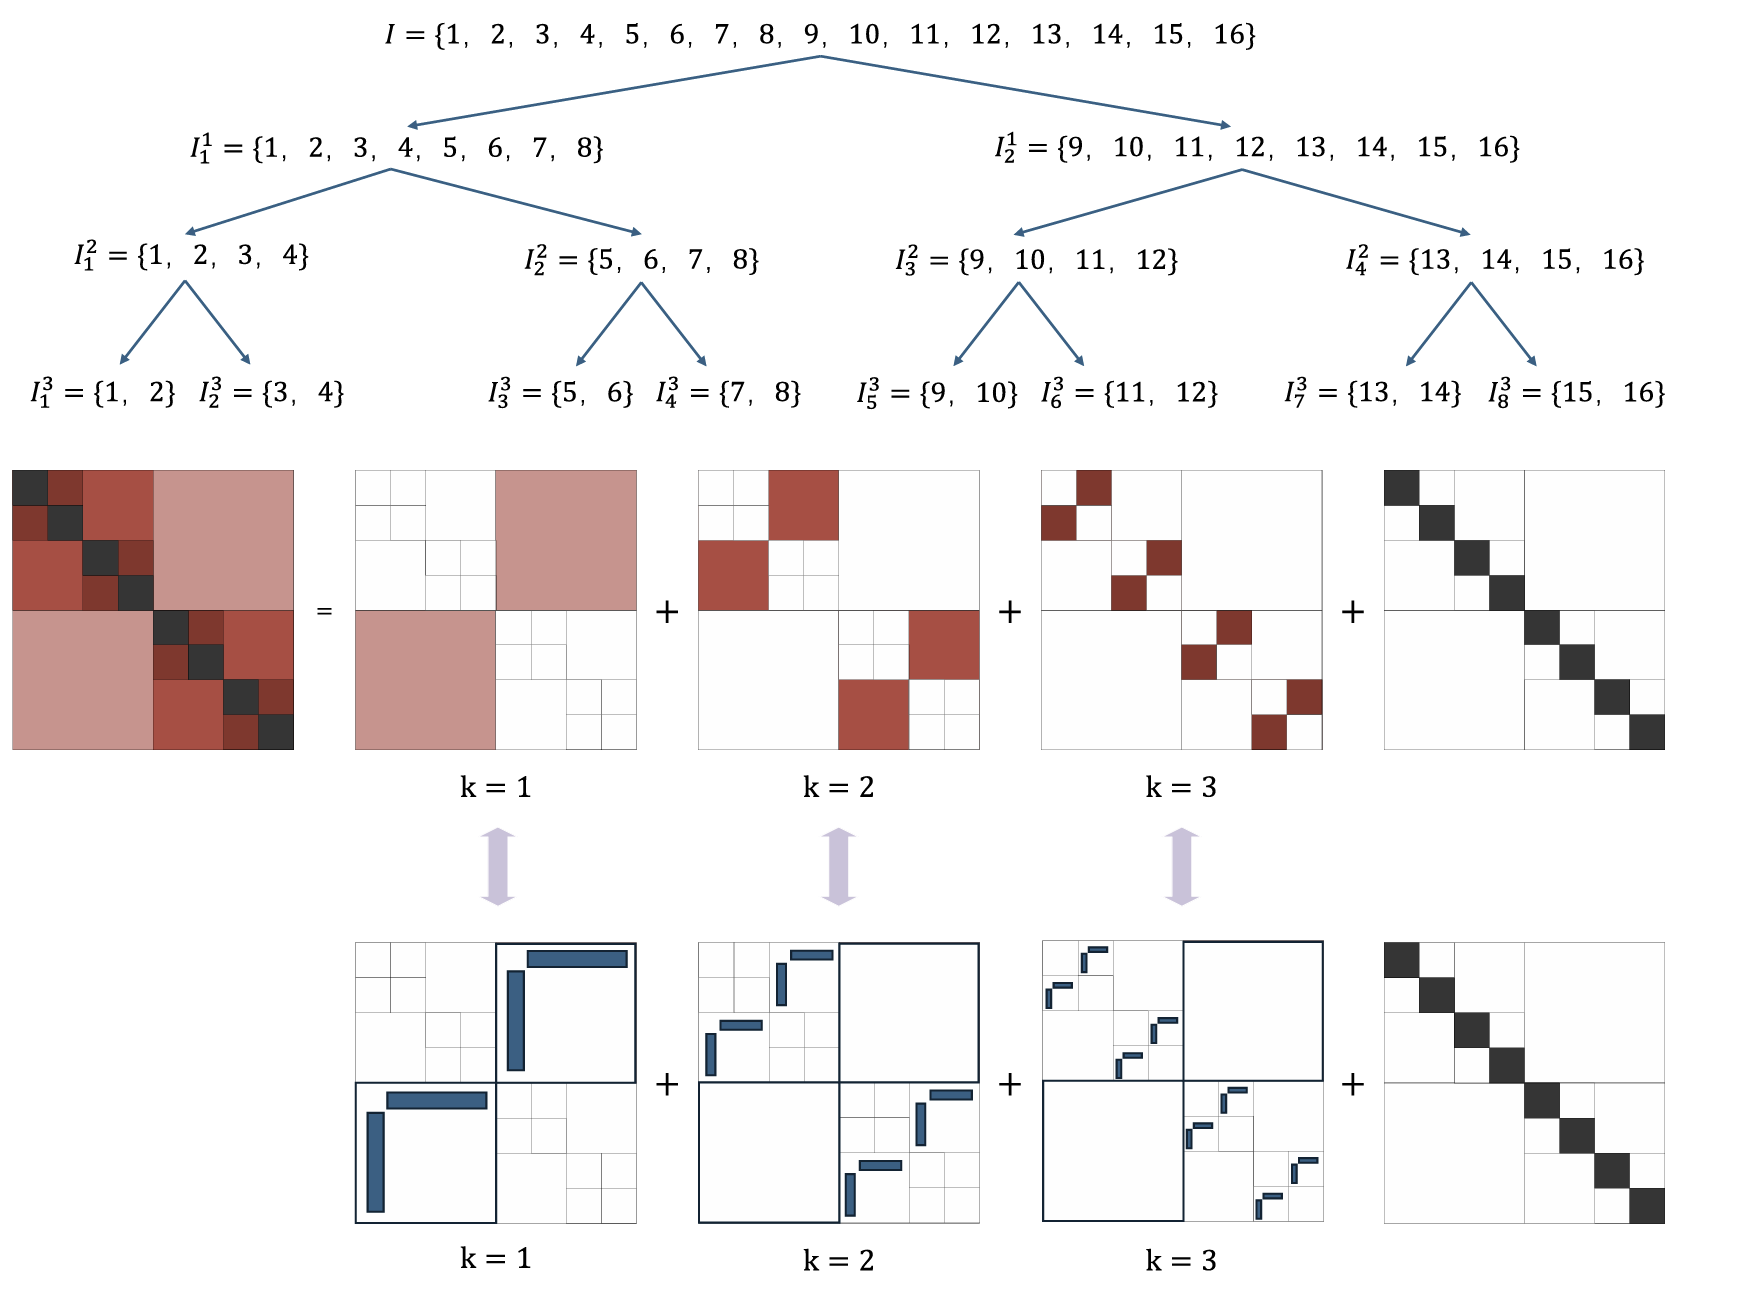 I = {1, 2, 3, 4, 5, 6, 7, 8, 9, 10, 11, 12, 13, 14, 15, 16}
I_1^1 = {1, 2, 3, 4, 5, 6, 7, 8} I_2^1 = {9, 10, 11, 12, 13, 14, 15, 16}
I_1^2 = {1, 2, 3, 4} I_2^2 = {5, 6, 7, 8} I_3^2 = {9, 10, 11, 12} I_4^2 = {13, 14, 15, 16}
I_1^3 = {1, 2} I_2^3 = {3, 4} I_3^3 = {5, 6} I_4^3 = {7, 8} I_5^3 = {9, 10} I_6^3 = {11, 12} I_7^3 = {13, 14} I_8^3 = {15, 16}
= + + +
k = 1 k = 2 k = 3
+ + +
k = 1 k = 2 k = 3